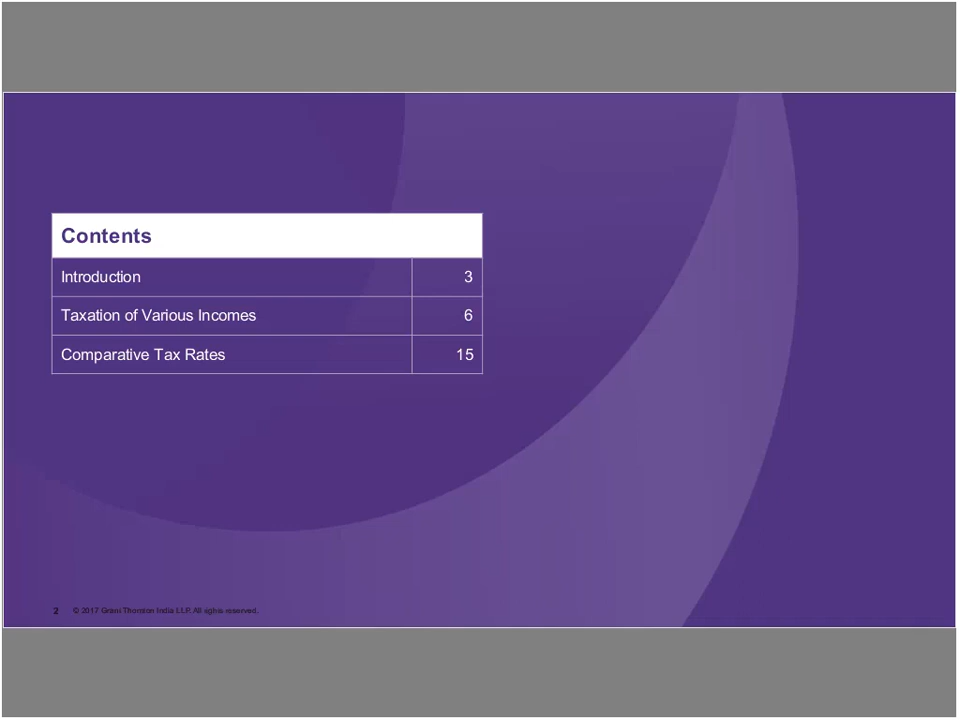 Contents
Introduction 3
Taxation of Various Incomes 6
Comparative Tax Rates 15
2 © 2017 Grant Thornton India LLP. All rights reserved.